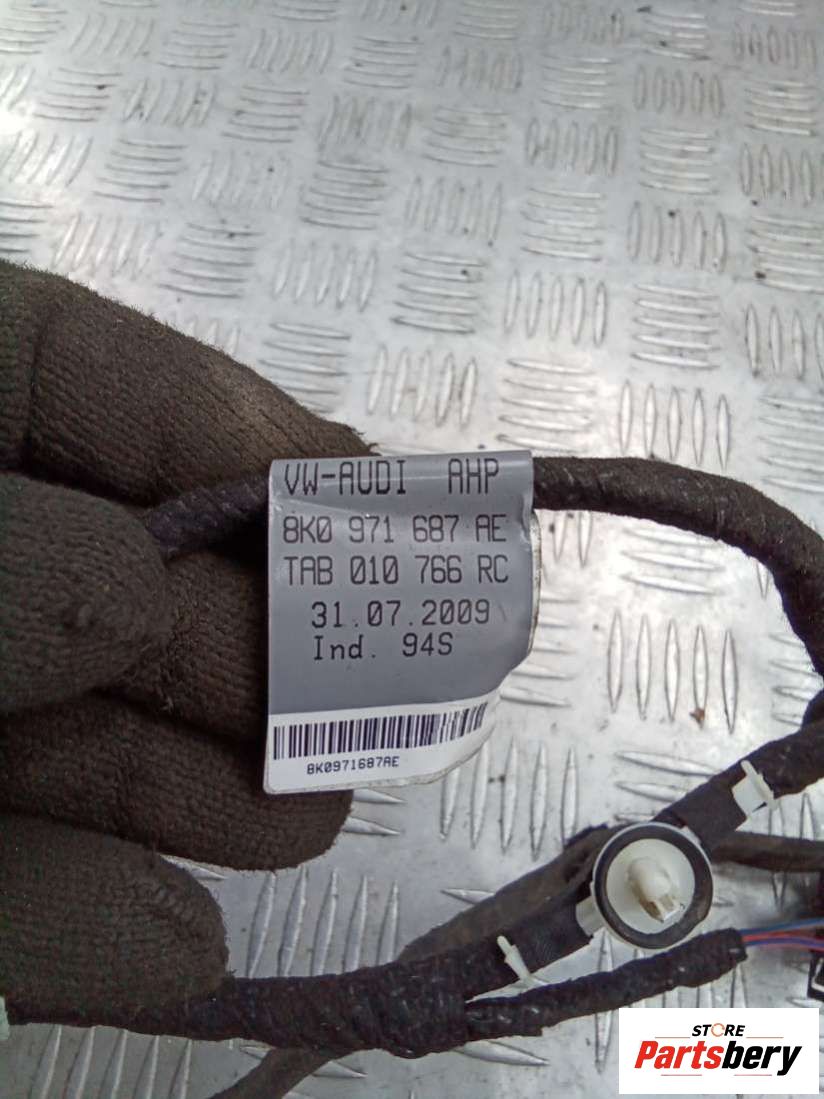 VW-AUDI AHP
8K0 971 687 AE
TAB 010 766 RC
31.07.2009
Ind. 94S
8K0971687AE
STORE
Partsbery